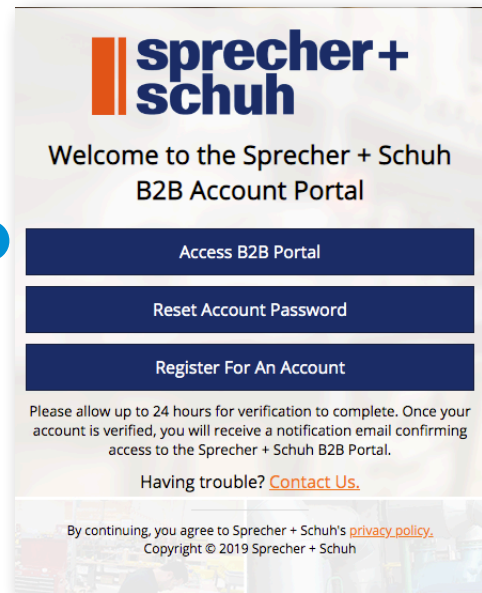 sprecher+
schuh
Welcome to the Sprecher + Schuh
B2B Account Portal
Access B2B Portal
Reset Account Password
Register For An Account
Please allow up to 24 hours for verification to complete. Once your
account is verified, you will receive a notification email confirming
access to the Sprecher + Schuh B2B Portal.
Having trouble? Contact Us.
By continuing, you agree to Sprecher + Schuh's privacy policy.
Copyright © 2019 Sprecher + Schuh